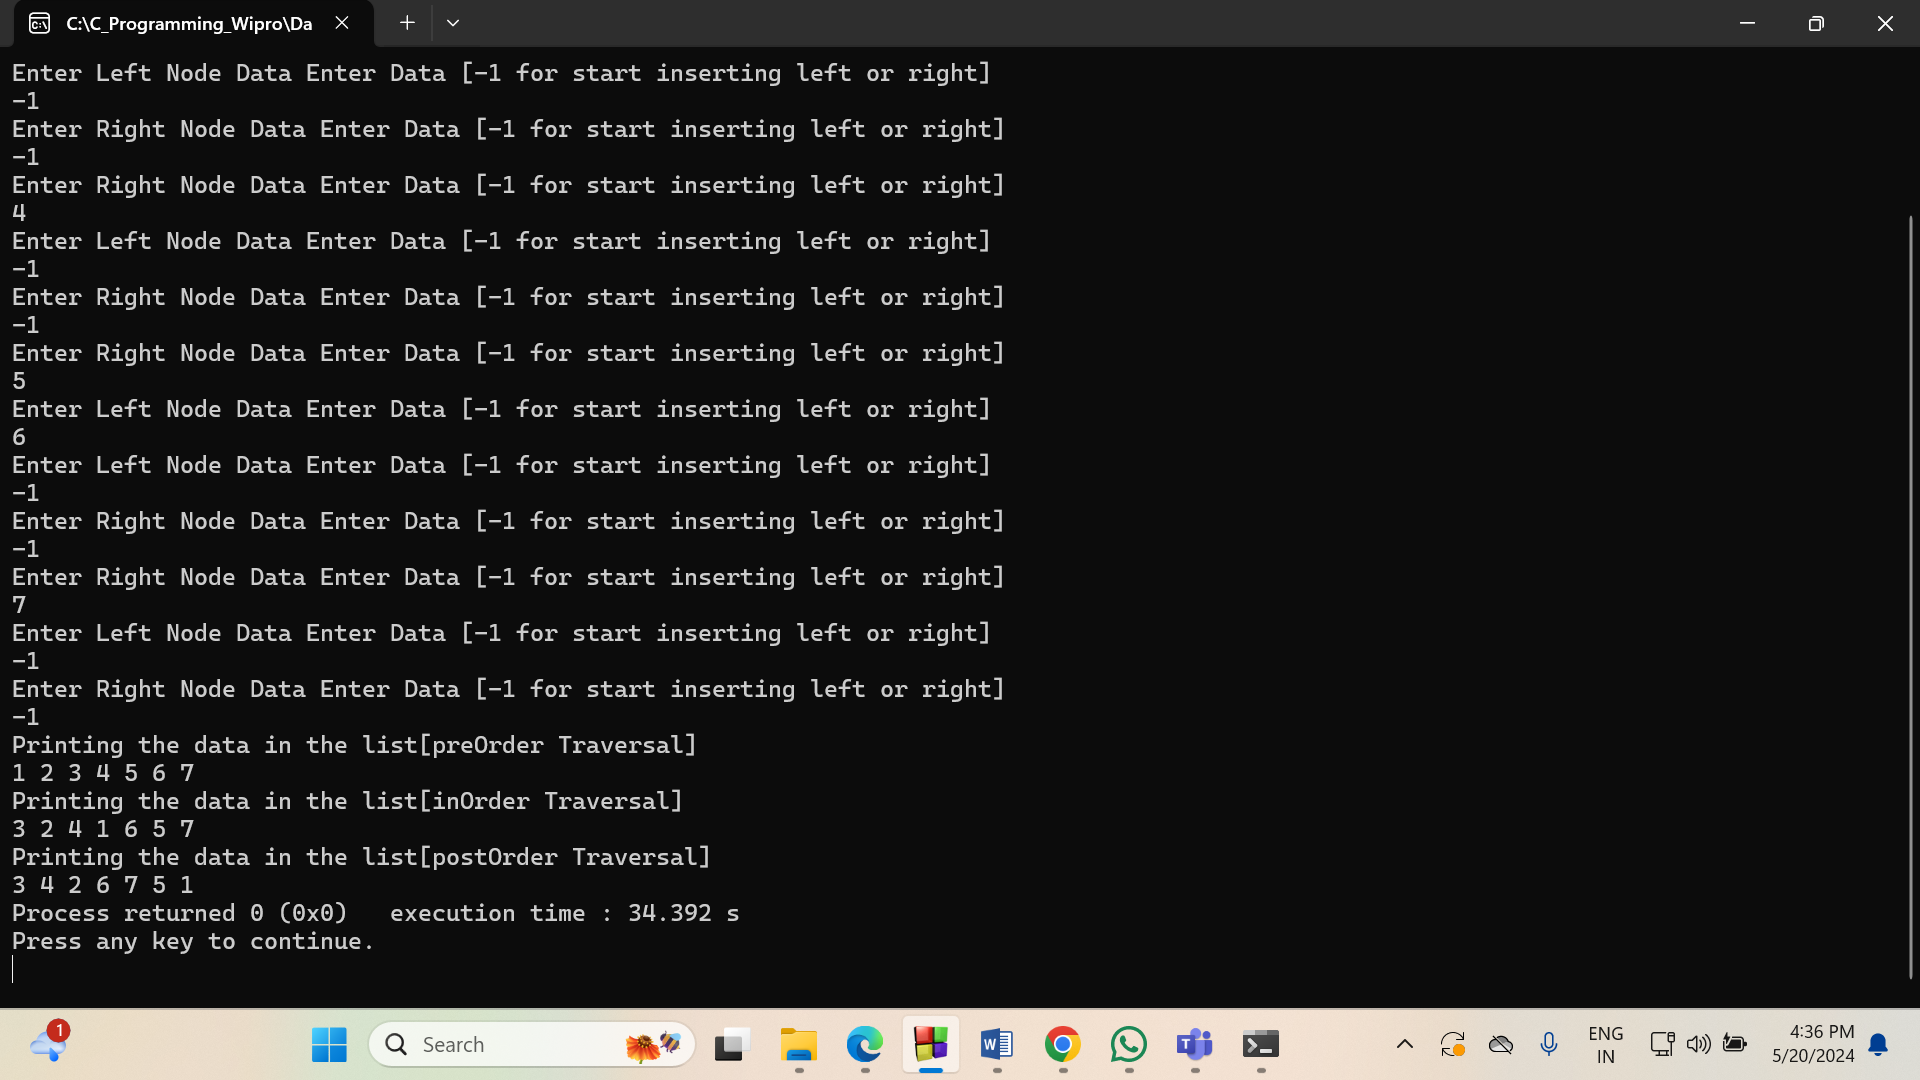 C:\C_Programming_Wipro\Da
Enter Left Node Data Enter Data [-1 for start inserting left or right]
-1
Enter Right Node Data Enter Data [-1 for start inserting left or right]
-1
Enter Right Node Data Enter Data [-1 for start inserting left or right]
4
Enter Left Node Data Enter Data [-1 for start inserting left or right]
-1
Enter Right Node Data Enter Data [-1 for start inserting left or right]
-1
Enter Right Node Data Enter Data [-1 for start inserting left or right]
5
Enter Left Node Data Enter Data [-1 for start inserting left or right]
6
Enter Left Node Data Enter Data [-1 for start inserting left or right]
-1
Enter Right Node Data Enter Data [-1 for start inserting left or right]
-1
Enter Right Node Data Enter Data [-1 for start inserting left or right]
7
Enter Left Node Data Enter Data [-1 for start inserting left or right]
-1
Enter Right Node Data Enter Data [-1 for start inserting left or right]
-1
Printing the data in the list[preOrder Traversal]
1 2 3 4 5 6 7
Printing the data in the list[inOrder Traversal]
3 2 4 1 6 5 7
Printing the data in the list[postOrder Traversal]
3 4 2 6 7 5 1
Process returned 0 (0x0)   execution time : 34.392 s
Press any key to continue.
1
Search
ENG
IN
4:36 PM
5/20/2024